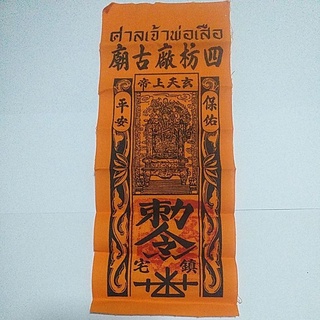 ศาลเจ้าพ่อเสือ
廟古廠枋四
帝上天玄
平安
保佑
敕令
宅
鎮